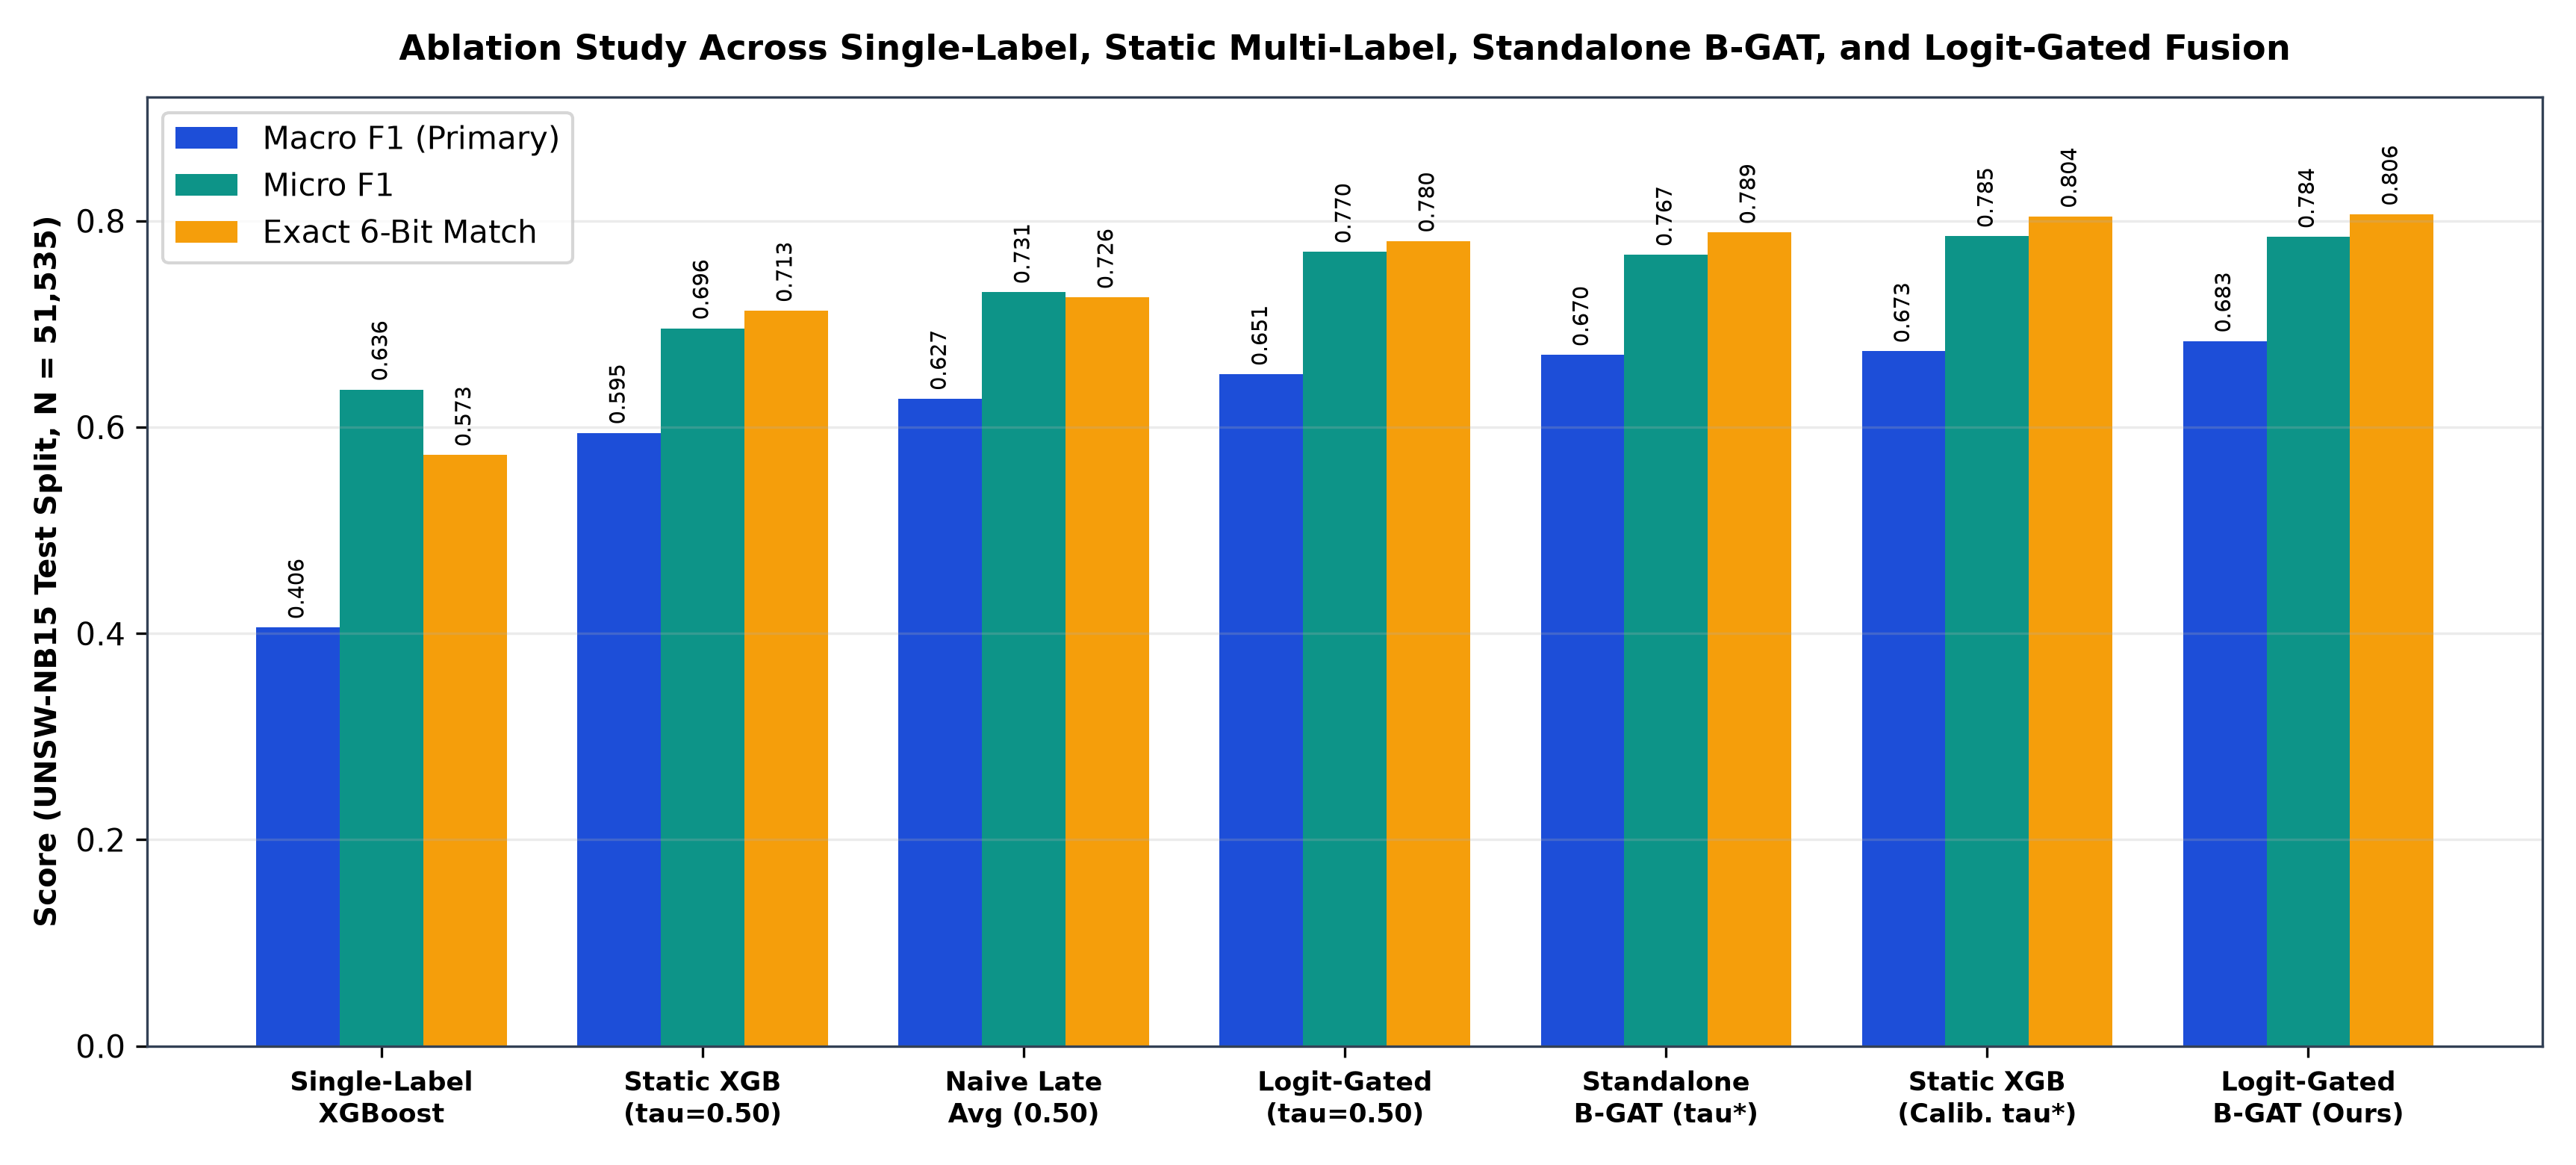 Ablation Study Across Single-Label, Static Multi-Label, Standalone B-GAT, and Logit-Gated Fusion
Macro F1 (Primary)
Micro F1
Exact 6-Bit Match
Score (UNSW-NB15 Test Split, N = 51,535)
0.8
0.6
0.4
0.2
0.0
0.406
0.636
0.573
0.595
0.696
0.713
0.627
0.731
0.726
0.651
0.770
0.780
0.670
0.767
0.789
0.673
0.785
0.804
0.683
0.784
0.806
Single-Label
XGBoost
Static XGB
(tau=0.50)
Naive Late
Avg (0.50)
Logit-Gated
(tau=0.50)
Standalone
B-GAT (tau*)
Static XGB
(Calib. tau*)
Logit-Gated
B-GAT (Ours)